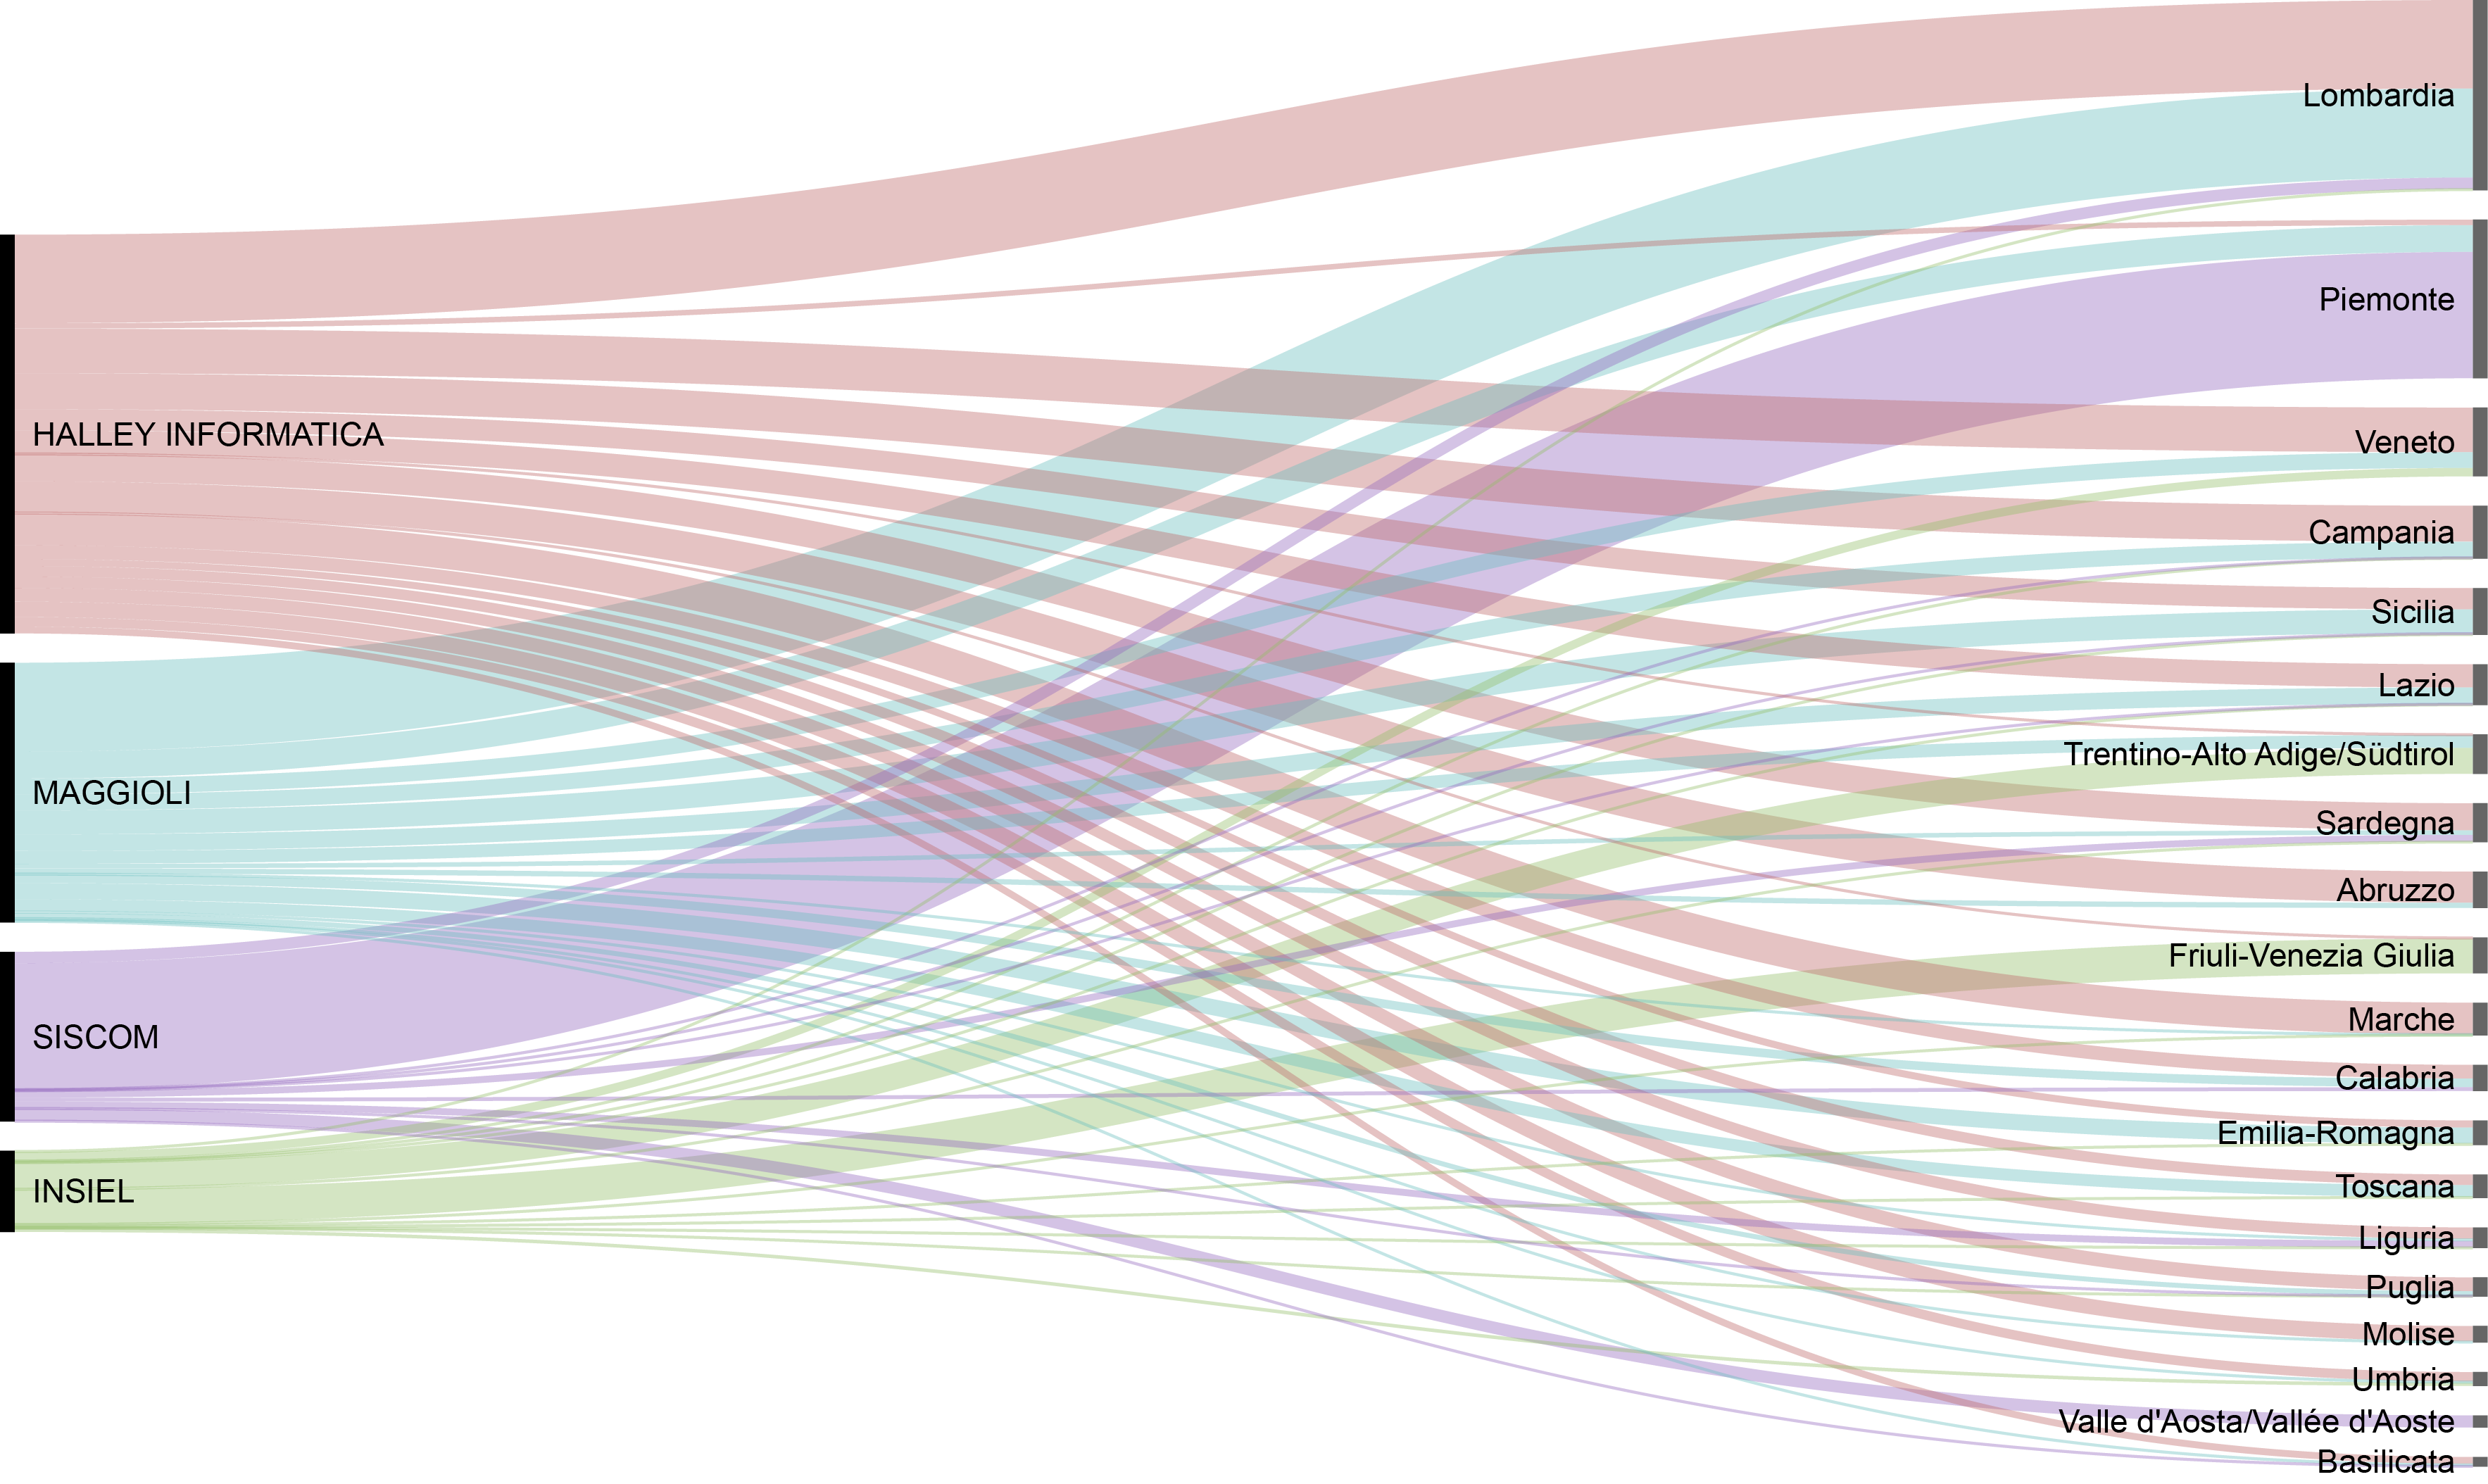 HALLEY INFORMATICA
MAGGIOLI
SISCOM
INSIEL
Lombardia
Piemonte
Veneto
Campania
Sicilia
Lazio
Trentino-Alto Adige/Südtirol
Sardegna
Abruzzo
Friuli-Venezia Giulia
Marche
Calabria
Emilia-Romagna
Toscana
Liguria
Puglia
Molise
Umbria
Valle d'Aosta/Vallée d'Aoste
Basilicata